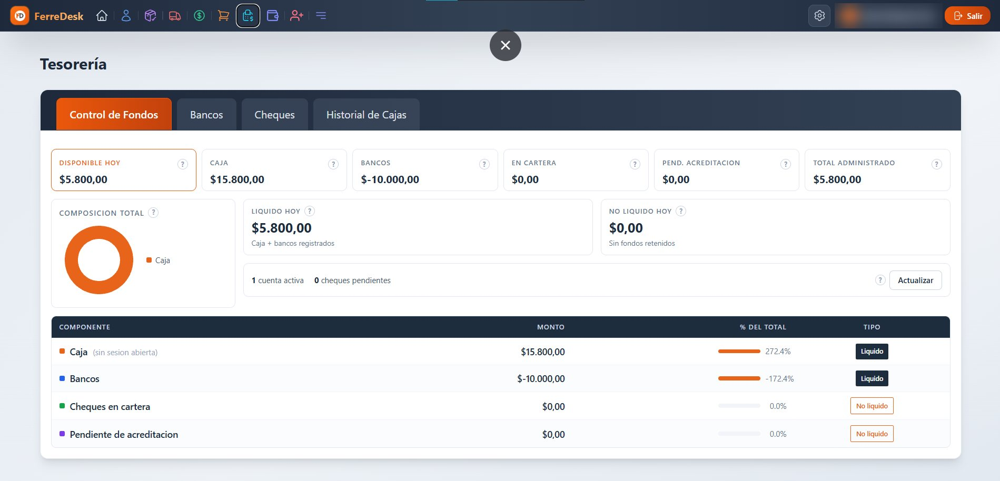 FerreDesk
Salir
Tesorería
Control de Fondos
Bancos
Cheques
Historial de Cajas
DISPONIBLE HOY ?
$5.800,00
CAJA ?
$15.800,00
BANCOS ?
$-10.000,00
EN CARTERA ?
$0,00
PEND. ACREDITACION ?
$0,00
TOTAL ADMINISTRADO ?
$5.800,00
COMPOSICION TOTAL ?
Caja
LIQUIDO HOY ?
$5.800,00
Caja + bancos registrados
NO LIQUIDO HOY ?
$0,00
Sin fondos retenidos
1 cuenta activa 0 cheques pendientes
? Actualizar
COMPONENTE MONTO % DEL TOTAL TIPO
Caja (sin sesion abierta) $15.800,00 272.4% Liquido
Bancos $-10.000,00 -172.4% Liquido
Cheques en cartera $0,00 0.0% No liquido
Pendiente de acreditacion $0,00 0.0% No liquido